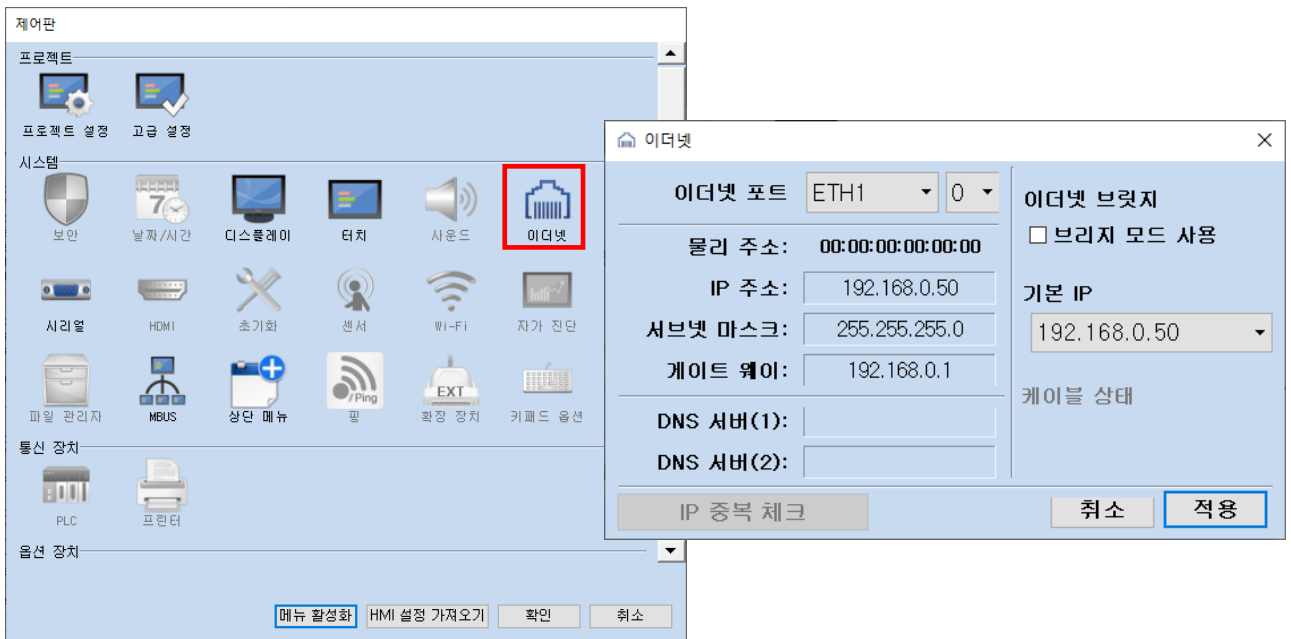 제어판
프로젝트
프로젝트 설정 고급 설정
시스템
7
보안 날짜/시간 디스플레이 터치 사운드 이더넷
시리얼 HDMI 초기화 센서 Wi-Fi 자가 진단
/Ping EXT
파일 관리자 MBUS 상단 메뉴 핑 확장 장치 키패드 옵션
통신 장치
PLC 프린터
옵션 장치
메뉴 활성화 HMI 설정 가져오기 확인 취소
이더넷
이더넷 포트 ETH1 0
물리 주소: 00:00:00:00:00:00
IP 주소: 192.168.0.50
서브넷 마스크: 255.255.255.0
게이트 웨이: 192.168.0.1
DNS 서버(1):
DNS 서버(2):
이더넷 브릿지
브리지 모드 사용
기본 IP
192.168.0.50
케이블 상태
IP 중복 체크 취소 적용